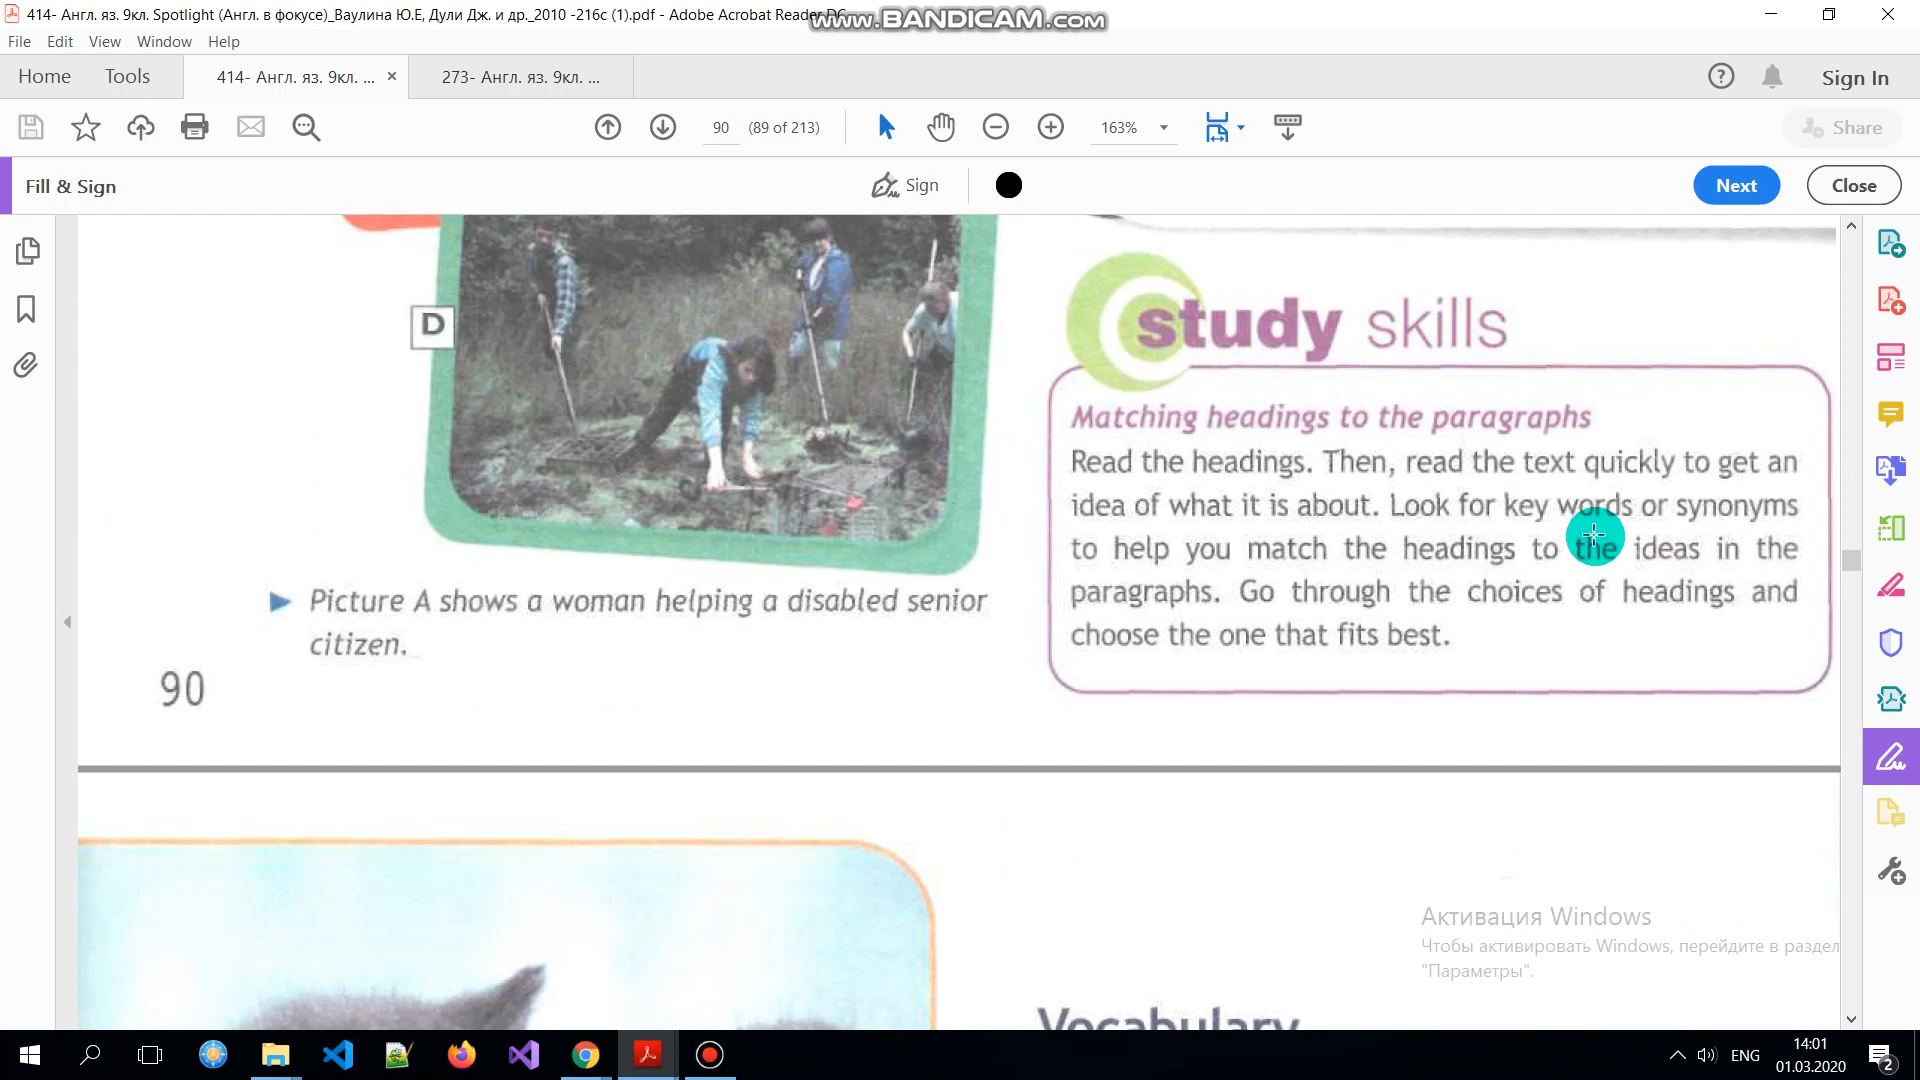 414- Англ. яз. 9кл. Spotlight (Англ. в фокусе)_Ваулина Ю.Е, Дули Дж. и др._2010 -216с (1).pdf - Adobe Acrobat Reader DC
www.BANDICAM.com
File Edit View Window Help
Home Tools 414- Англ. яз. 9кл. ... × 273- Англ. яз. 9кл. ... Sign In
90 (89 of 213) 163% Share
Fill & Sign Sign Next Close
D
study skills
Matching headings to the paragraphs
Read the headings. Then, read the text quickly to get an
idea of what it is about. Look for key words or synonyms
to help you match the headings to the ideas in the
paragraphs. Go through the choices of headings and
choose the one that fits best.
Picture A shows a woman helping a disabled senior
citizen.
90
Vocabulary
Активация Windows
Чтобы активировать Windows, перейдите в раздел
"Параметры".
ENG
14:01
01.03.2020
2